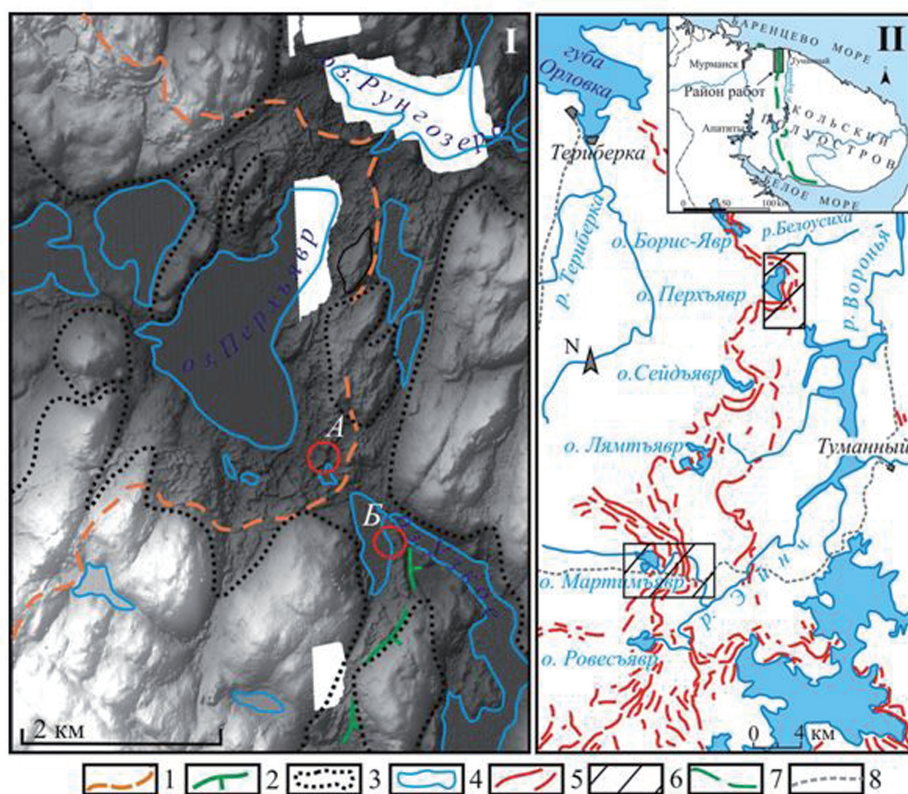 I
оз. Рунгозеро
оз. Перхъявр
А
Б
2 км
II
БАРЕНЦЕВО МОРЕ
Мурманск
Туманный
Район работ
Апатиты
КОЛЬСКИЙ
ПОЛУОСТРОВ
БЕЛОЕ МОРЕ
0
100 км
губа
Орловка
Териберка
р. Териберка
о. Борис-Явр
р. Белоусиха
о. Перхъявр
р. Воронья
N
о. Сейдъявр
о. Лямтъявр
Туманный
о. Мартимъявр
р. Эйнч
о. Ровесъявр
0 4 км
1 2 3 4 5 6 7 8